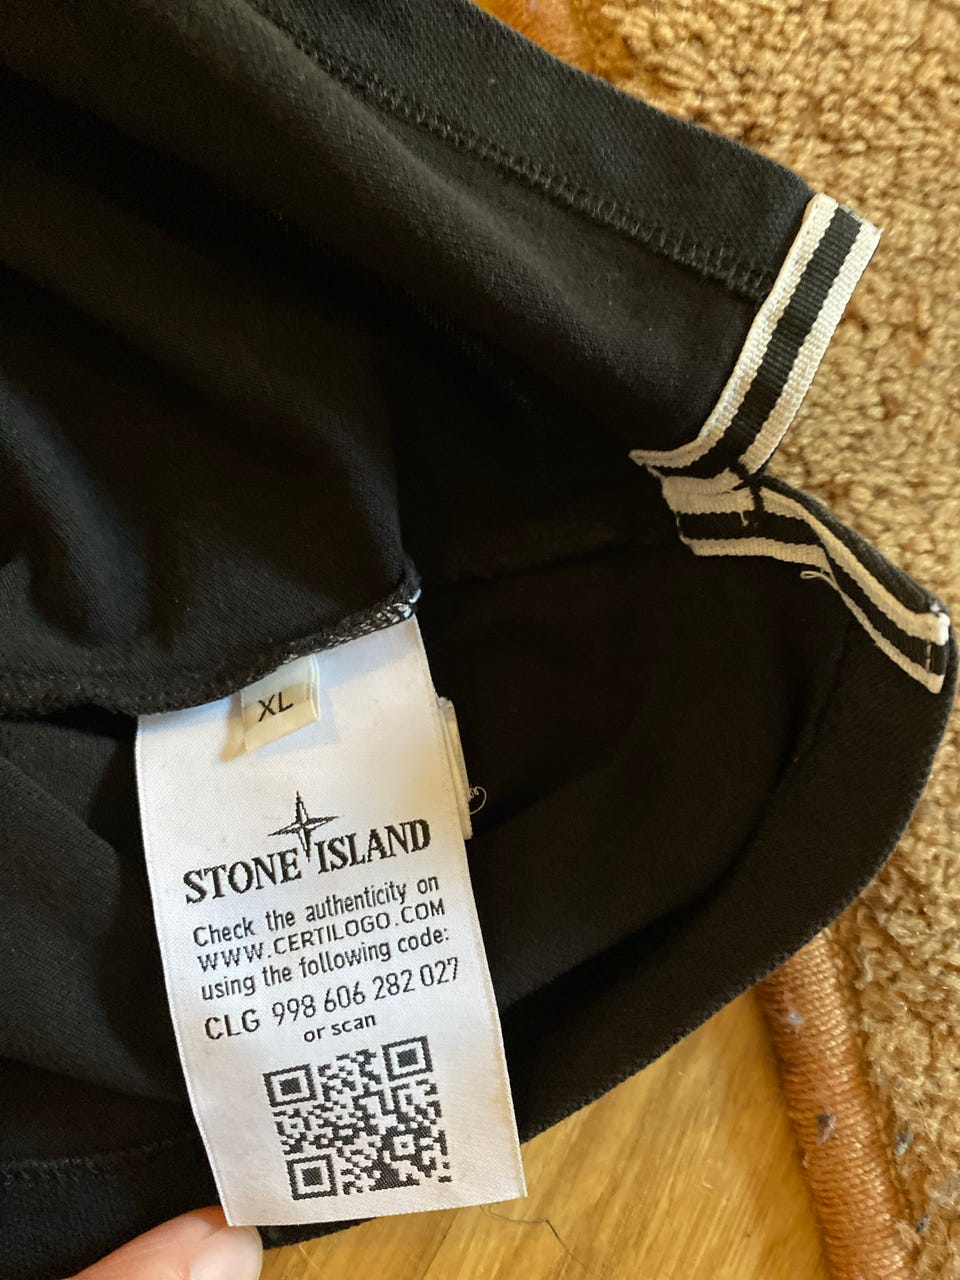 XL
STONE ISLAND
Check the authenticity on
WWW.CERTILOGO.COM
using the following code:
CLG 998 606 282 027
or scan